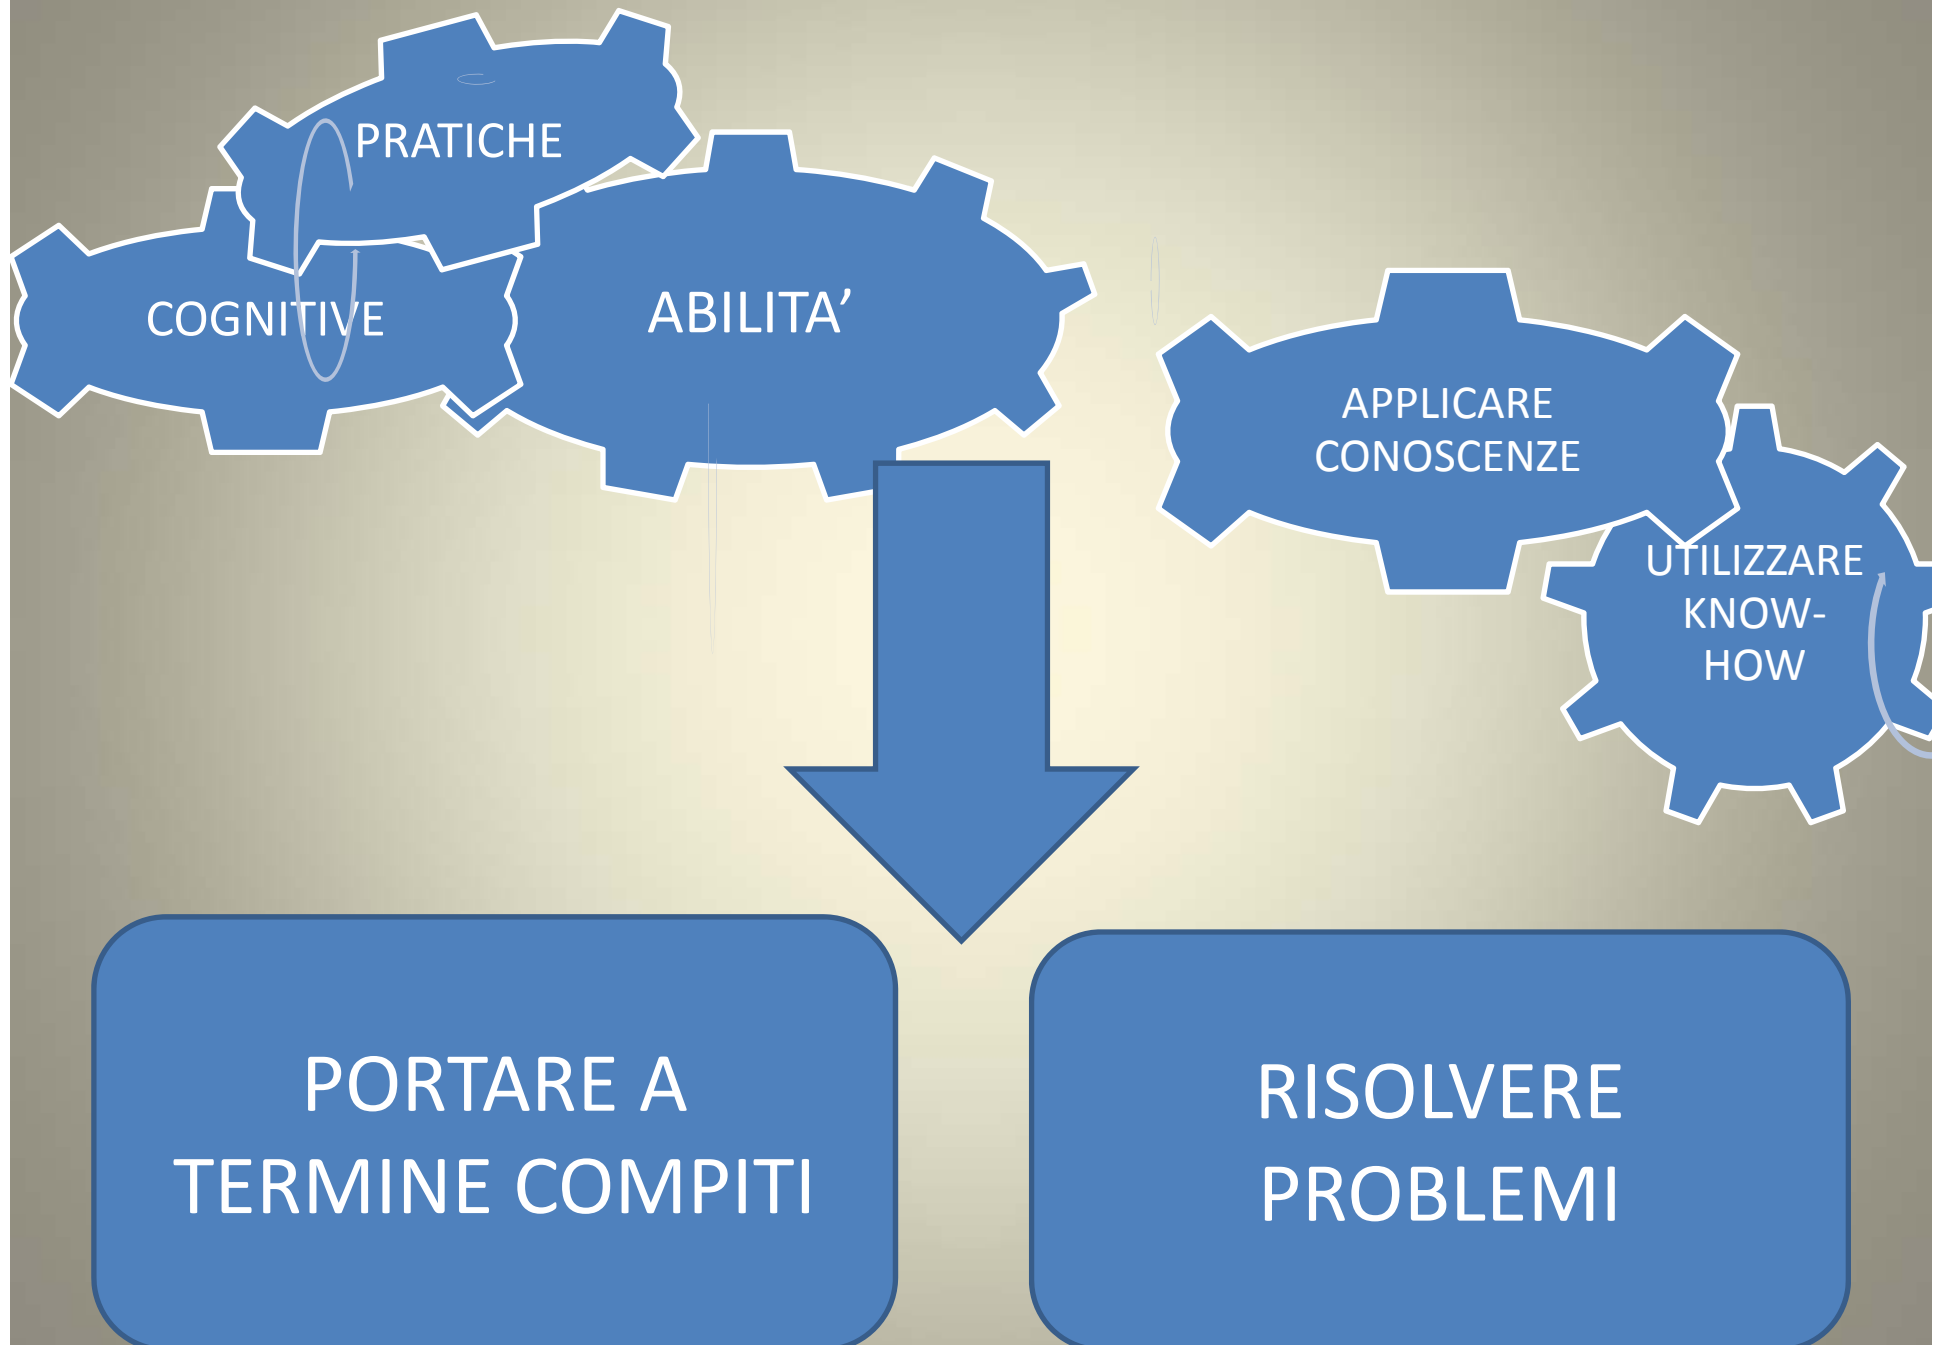 PRATICHE
COGNITIVE
ABILITA’
APPLICARE
CONOSCENZE
UTILIZZARE
KNOW-
HOW
PORTARE A
TERMINE COMPITI
RISOLVERE
PROBLEMI